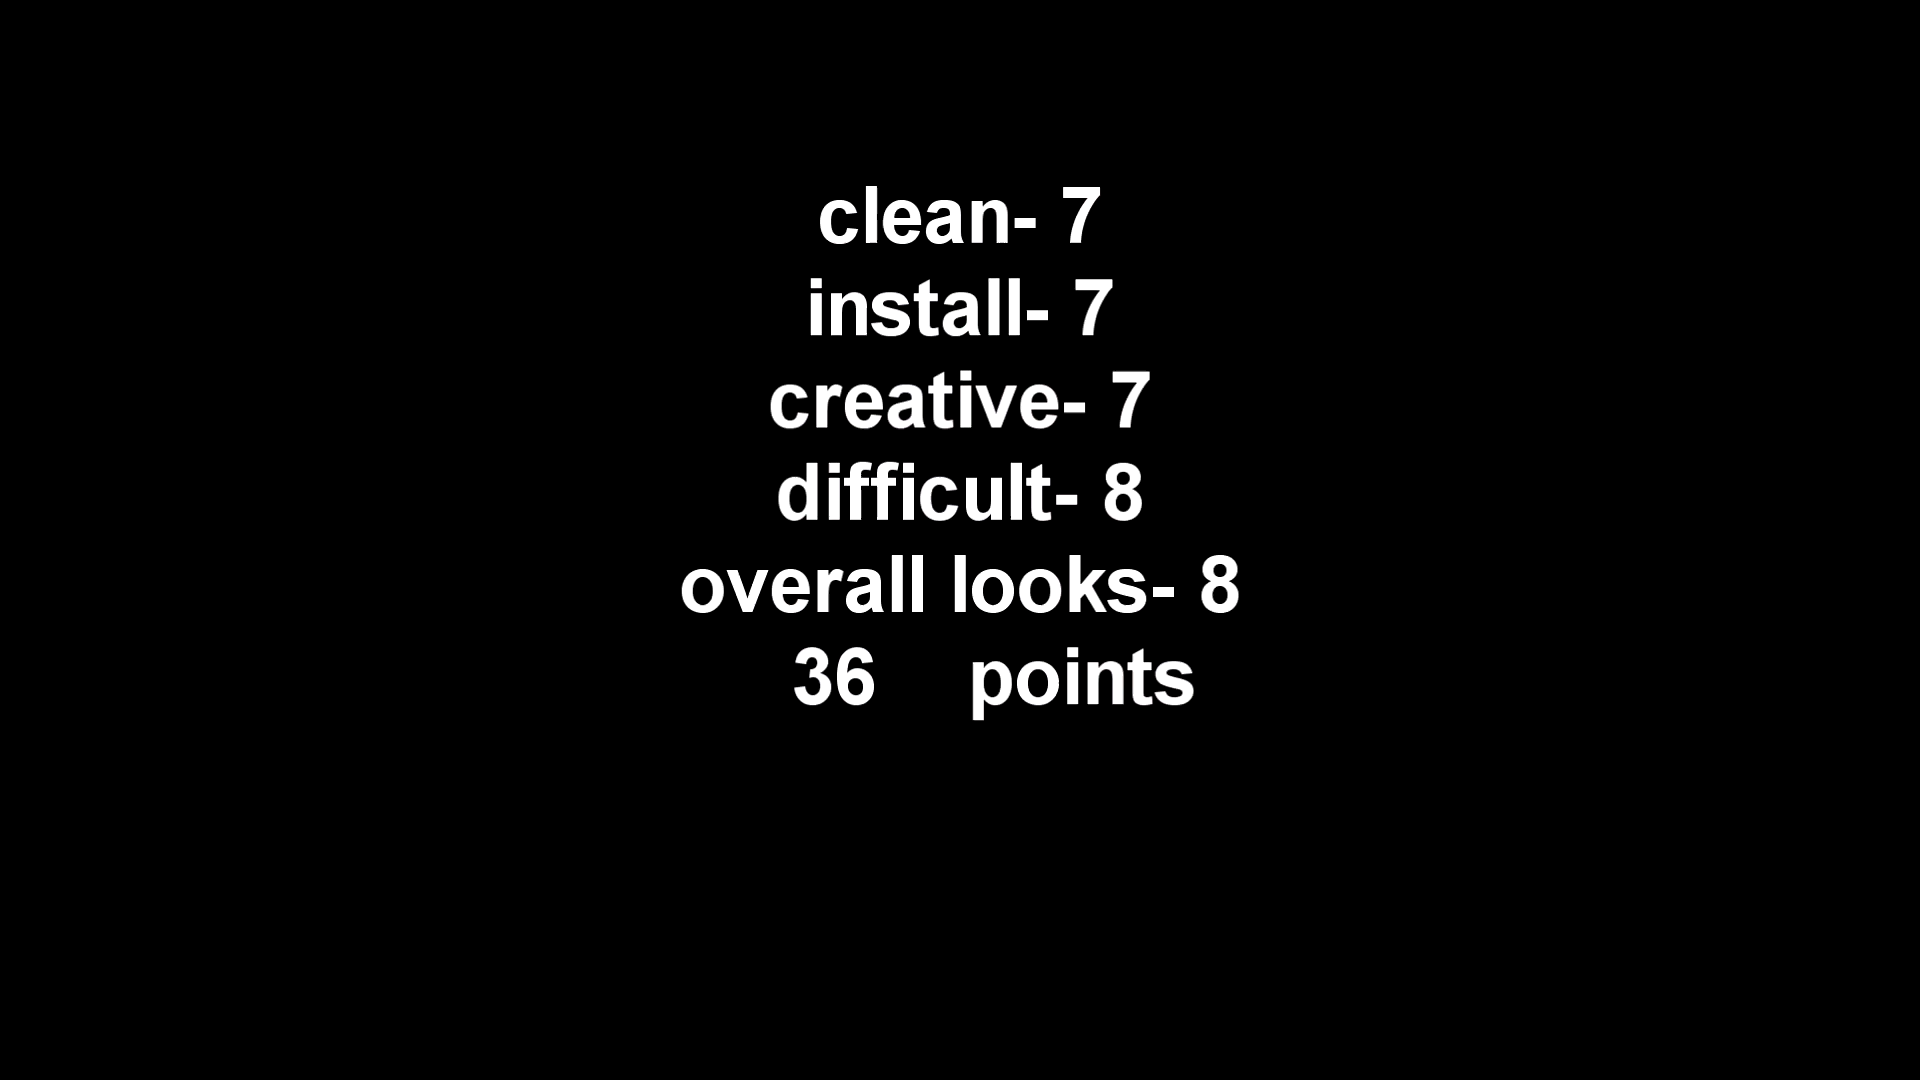 clean- 7
install- 7
creative- 7
difficult- 8
overall looks- 8
36    points